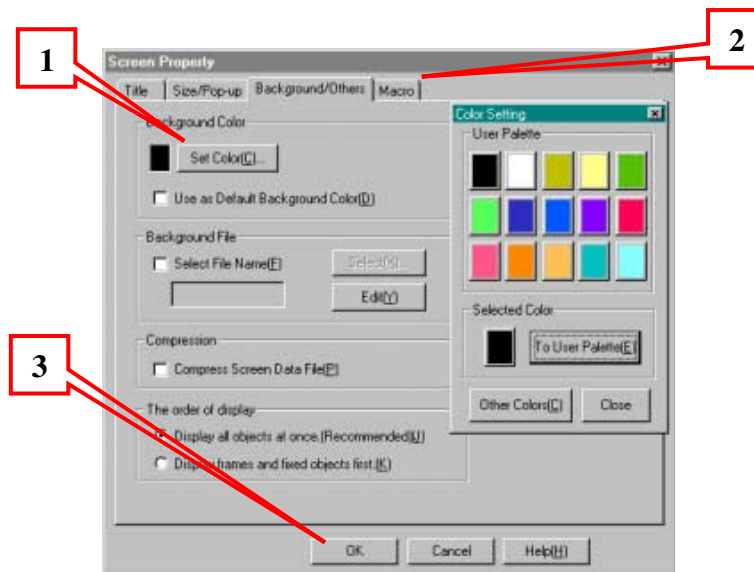 1
2
3
Screen Property
Title Size/Pop-up Background/Others Macro
Background Color
Set Color(C)...
Use as Default Background Color(D)
Background File
Select File Name(F)
Select(X)...
Edit(Y)
Compression
Compress Screen Data File(P)
The order of display
Display all objects at once.(Recommended)(U)
Display frames and fixed objects first.(K)
OK Cancel Help(H)
Color Setting
User Palette
Selected Color
To User Palette(E)
Other Colors(C) Close